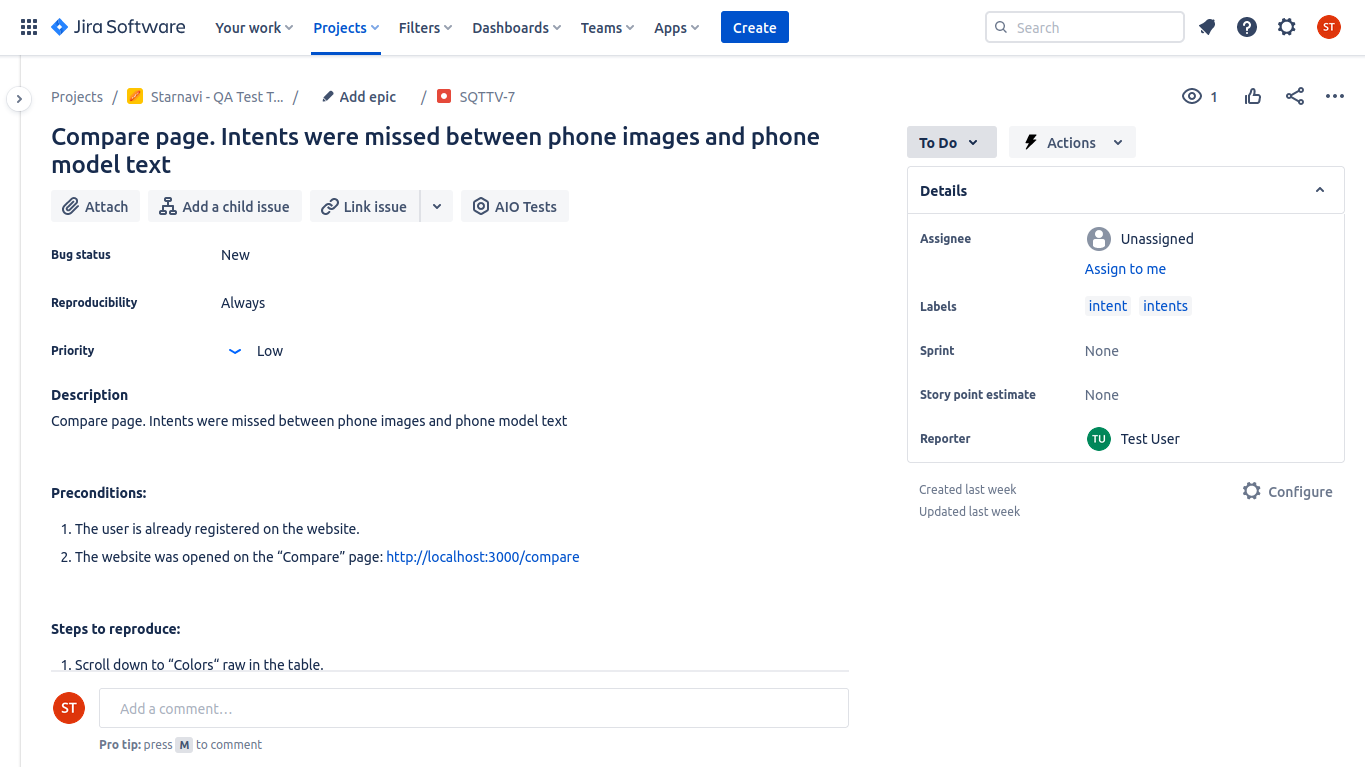 Jira Software Your work Projects Filters Dashboards Teams Apps Create Search ST
Projects / Starnavi - QA Test T... / Add epic / SQTTV-7 1
Compare page. Intents were missed between phone images and phone
model text
To Do Actions
Attach Add a child issue Link issue AIO Tests
Details
Bug status New
Reproducibility Always
Priority Low
Description
Compare page. Intents were missed between phone images and phone model text
Preconditions:
1. The user is already registered on the website.
2. The website was opened on the “Compare” page: http://localhost:3000/compare
Steps to reproduce:
1. Scroll down to “Colors“ raw in the table.
Assignee Unassigned
Assign to me
Labels intent intents
Sprint None
Story point estimate None
Reporter TU Test User
Created last week
Updated last week
Configure
ST Add a comment…
Pro tip: press M to comment